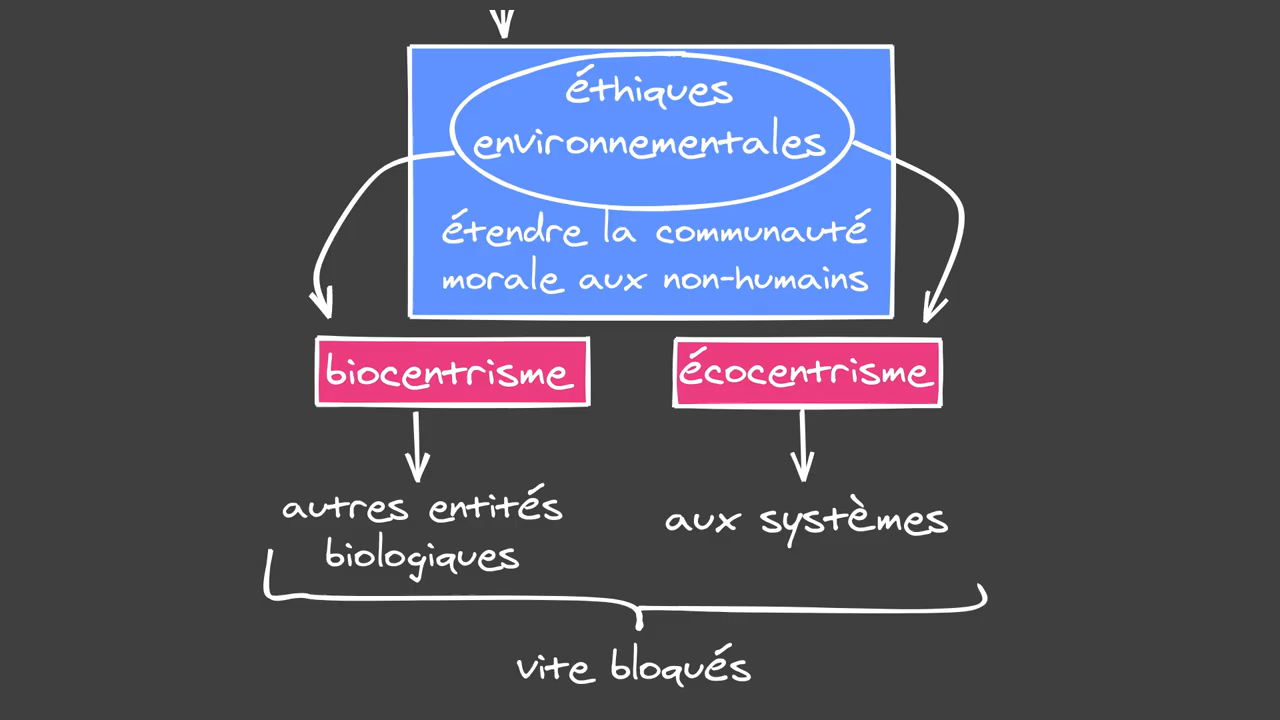 éthiques
environnementales
étendre la communauté
morale aux non-humains
biocentrisme
écocentrisme
autres entités
biologiques
aux systèmes
vite bloqués